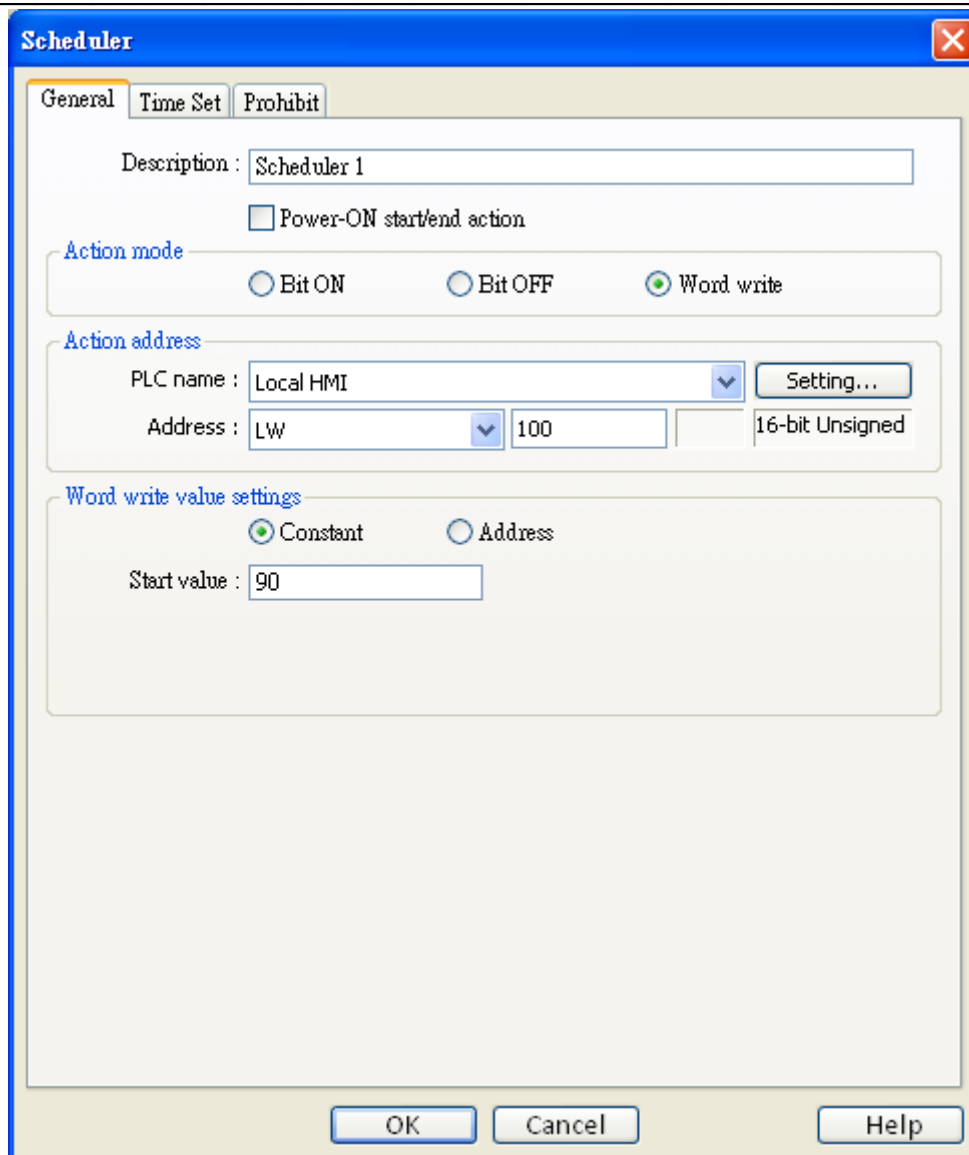 Scheduler
General Time Set Prohibit
Description : Scheduler 1
Power-ON start/end action
Action mode
Bit ON Bit OFF Word write
Action address
PLC name : Local HMI Setting...
Address : LW 100 16-bit Unsigned
Word write value settings
Constant Address
Start value : 90
OK Cancel Help